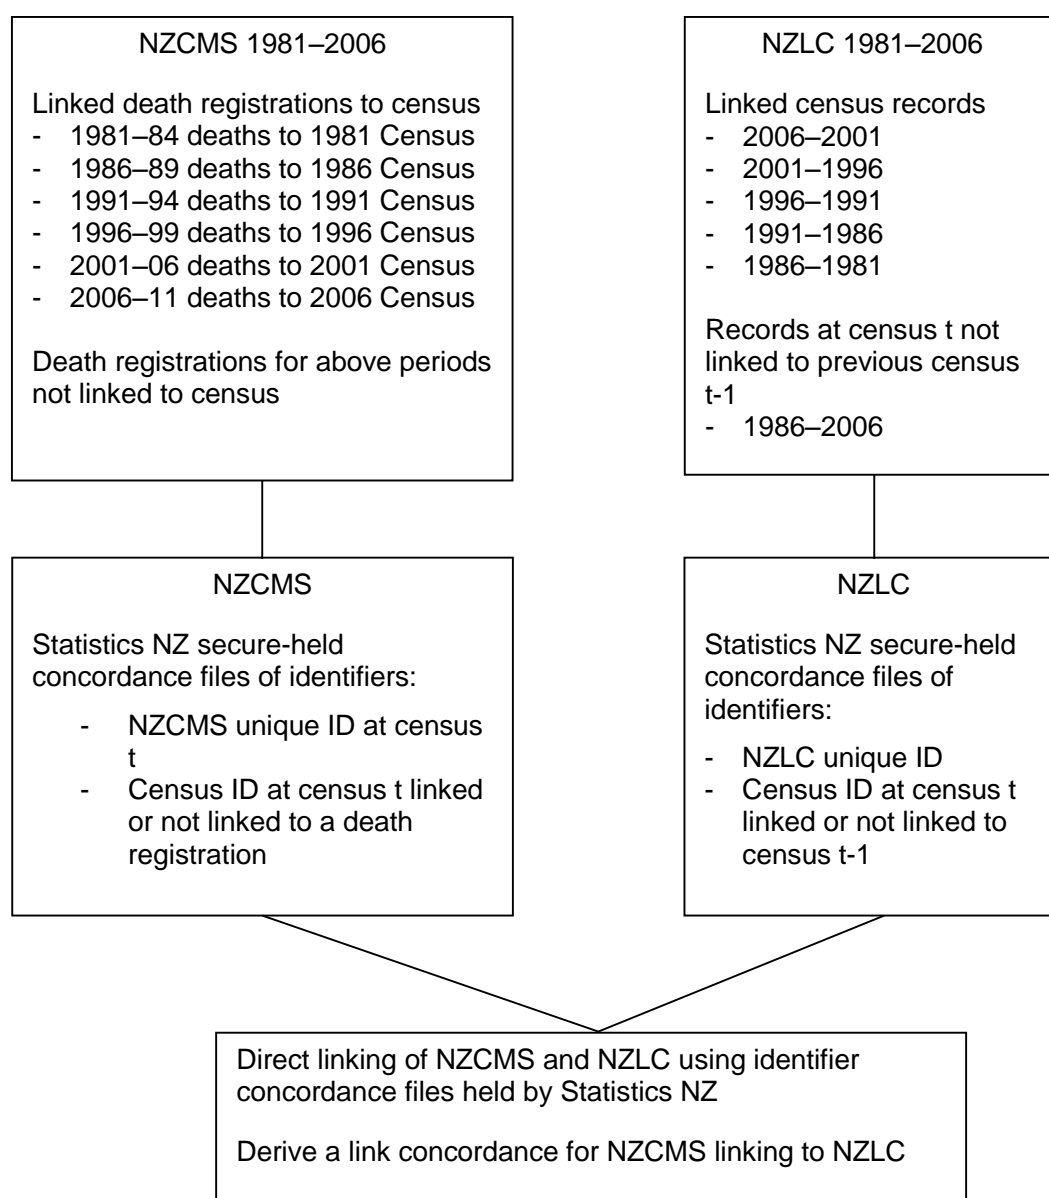 NZCMS 1981–2006
Linked death registrations to census
- 1981–84 deaths to 1981 Census
- 1986–89 deaths to 1986 Census
- 1991–94 deaths to 1991 Census
- 1996–99 deaths to 1996 Census
- 2001–06 deaths to 2001 Census
- 2006–11 deaths to 2006 Census
Death registrations for above periods
not linked to census
NZLC 1981–2006
Linked census records
- 2006–2001
- 2001–1996
- 1996–1991
- 1991–1986
- 1986–1981
Records at census t not
linked to previous census
t-1
- 1986–2006
NZCMS
Statistics NZ secure-held
concordance files of identifiers:
- NZCMS unique ID at census
t
- Census ID at census t linked
or not linked to a death
registration
NZLC
Statistics NZ secure-held
concordance files of
identifiers:
- NZLC unique ID
- Census ID at census t
linked or not linked to
census t-1
Direct linking of NZCMS and NZLC using identifier
concordance files held by Statistics NZ
Derive a link concordance for NZCMS linking to NZLC